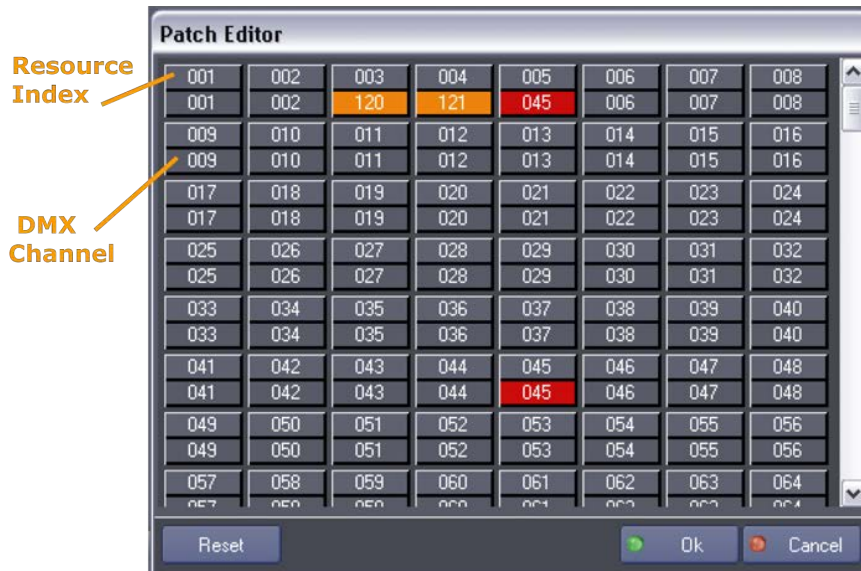 Patch Editor
Resource
Index
001 002 003 004 005 006 007 008
001 002 120 121 045 006 007 008
009 010 011 012 013 014 015 016
009 010 011 012 013 014 015 016
DMX
Channel
017 018 019 020 021 022 023 024
017 018 019 020 021 022 023 024
025 026 027 028 029 030 031 032
025 026 027 028 029 030 031 032
033 034 035 036 037 038 039 040
033 034 035 036 037 038 039 040
041 042 043 044 045 046 047 048
041 042 043 044 045 046 047 048
049 050 051 052 053 054 055 056
049 050 051 052 053 054 055 056
057 058 059 060 061 062 063 064
Reset Ok Cancel